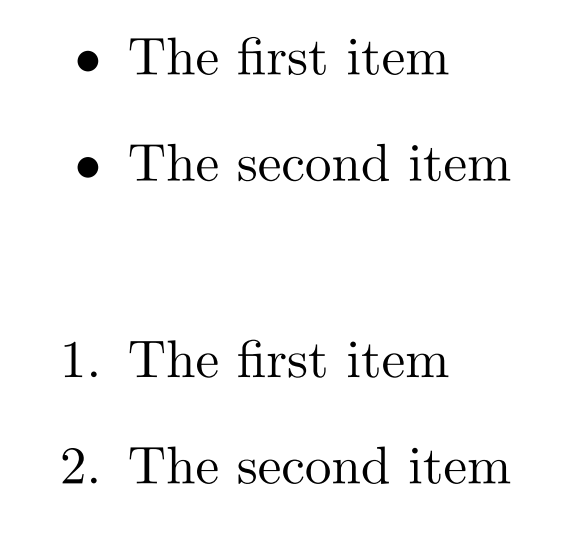 • The first item
• The second item
1. The first item
2. The second item